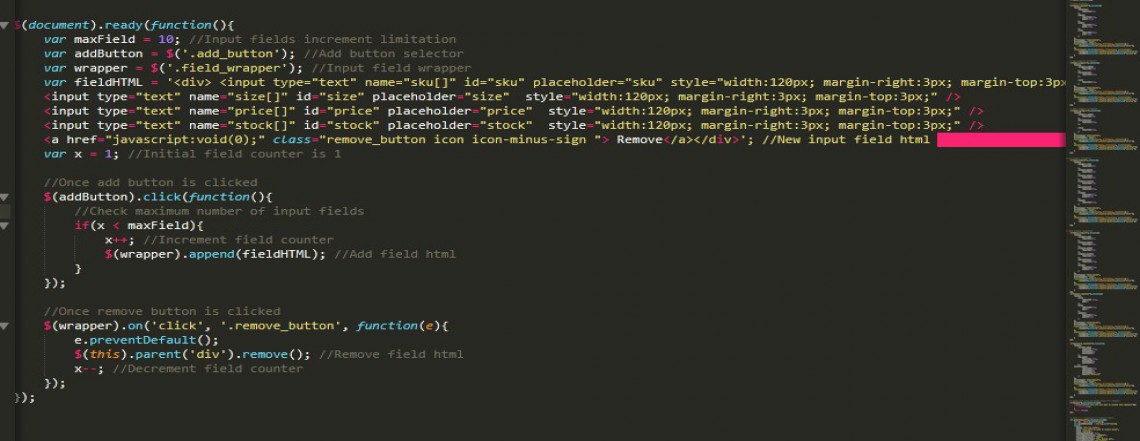 $(document).ready(function(){
var maxField = 10; //Input fields increment limitation
var addButton = $('.add_button'); //Add button selector
var wrapper = $('.field_wrapper'); //Input field wrapper
var fieldHTML = '<div> <input type="text" name="sku[]" id="sku" placeholder="sku" style="width:120px; margin-right:3px; margin-top:3px
<input type="text" name="size[]" id="size" placeholder="size"  style="width:120px; margin-right:3px; margin-top:3px;" />
<input type="text" name="price[]" id="price" placeholder="price"  style="width:120px; margin-right:3px; margin-top:3px;" />
<input type="text" name="stock[]" id="stock" placeholder="stock"  style="width:120px; margin-right:3px; margin-top:3px;" />
<a href="javascript:void(0);" class="remove_button icon icon-minus-sign "> Remove</a></div>'; //New input field html
var x = 1; //Initial field counter is 1
//Once add button is clicked
$(addButton).click(function(){
//Check maximum number of input fields
if(x < maxField){
x++; //Increment field counter
$(wrapper).append(fieldHTML); //Add field html
}
});
//Once remove button is clicked
$(wrapper).on('click', '.remove_button', function(e){
e.preventDefault();
$(this).parent('div').remove(); //Remove field html
x--; //Decrement field counter
});
});